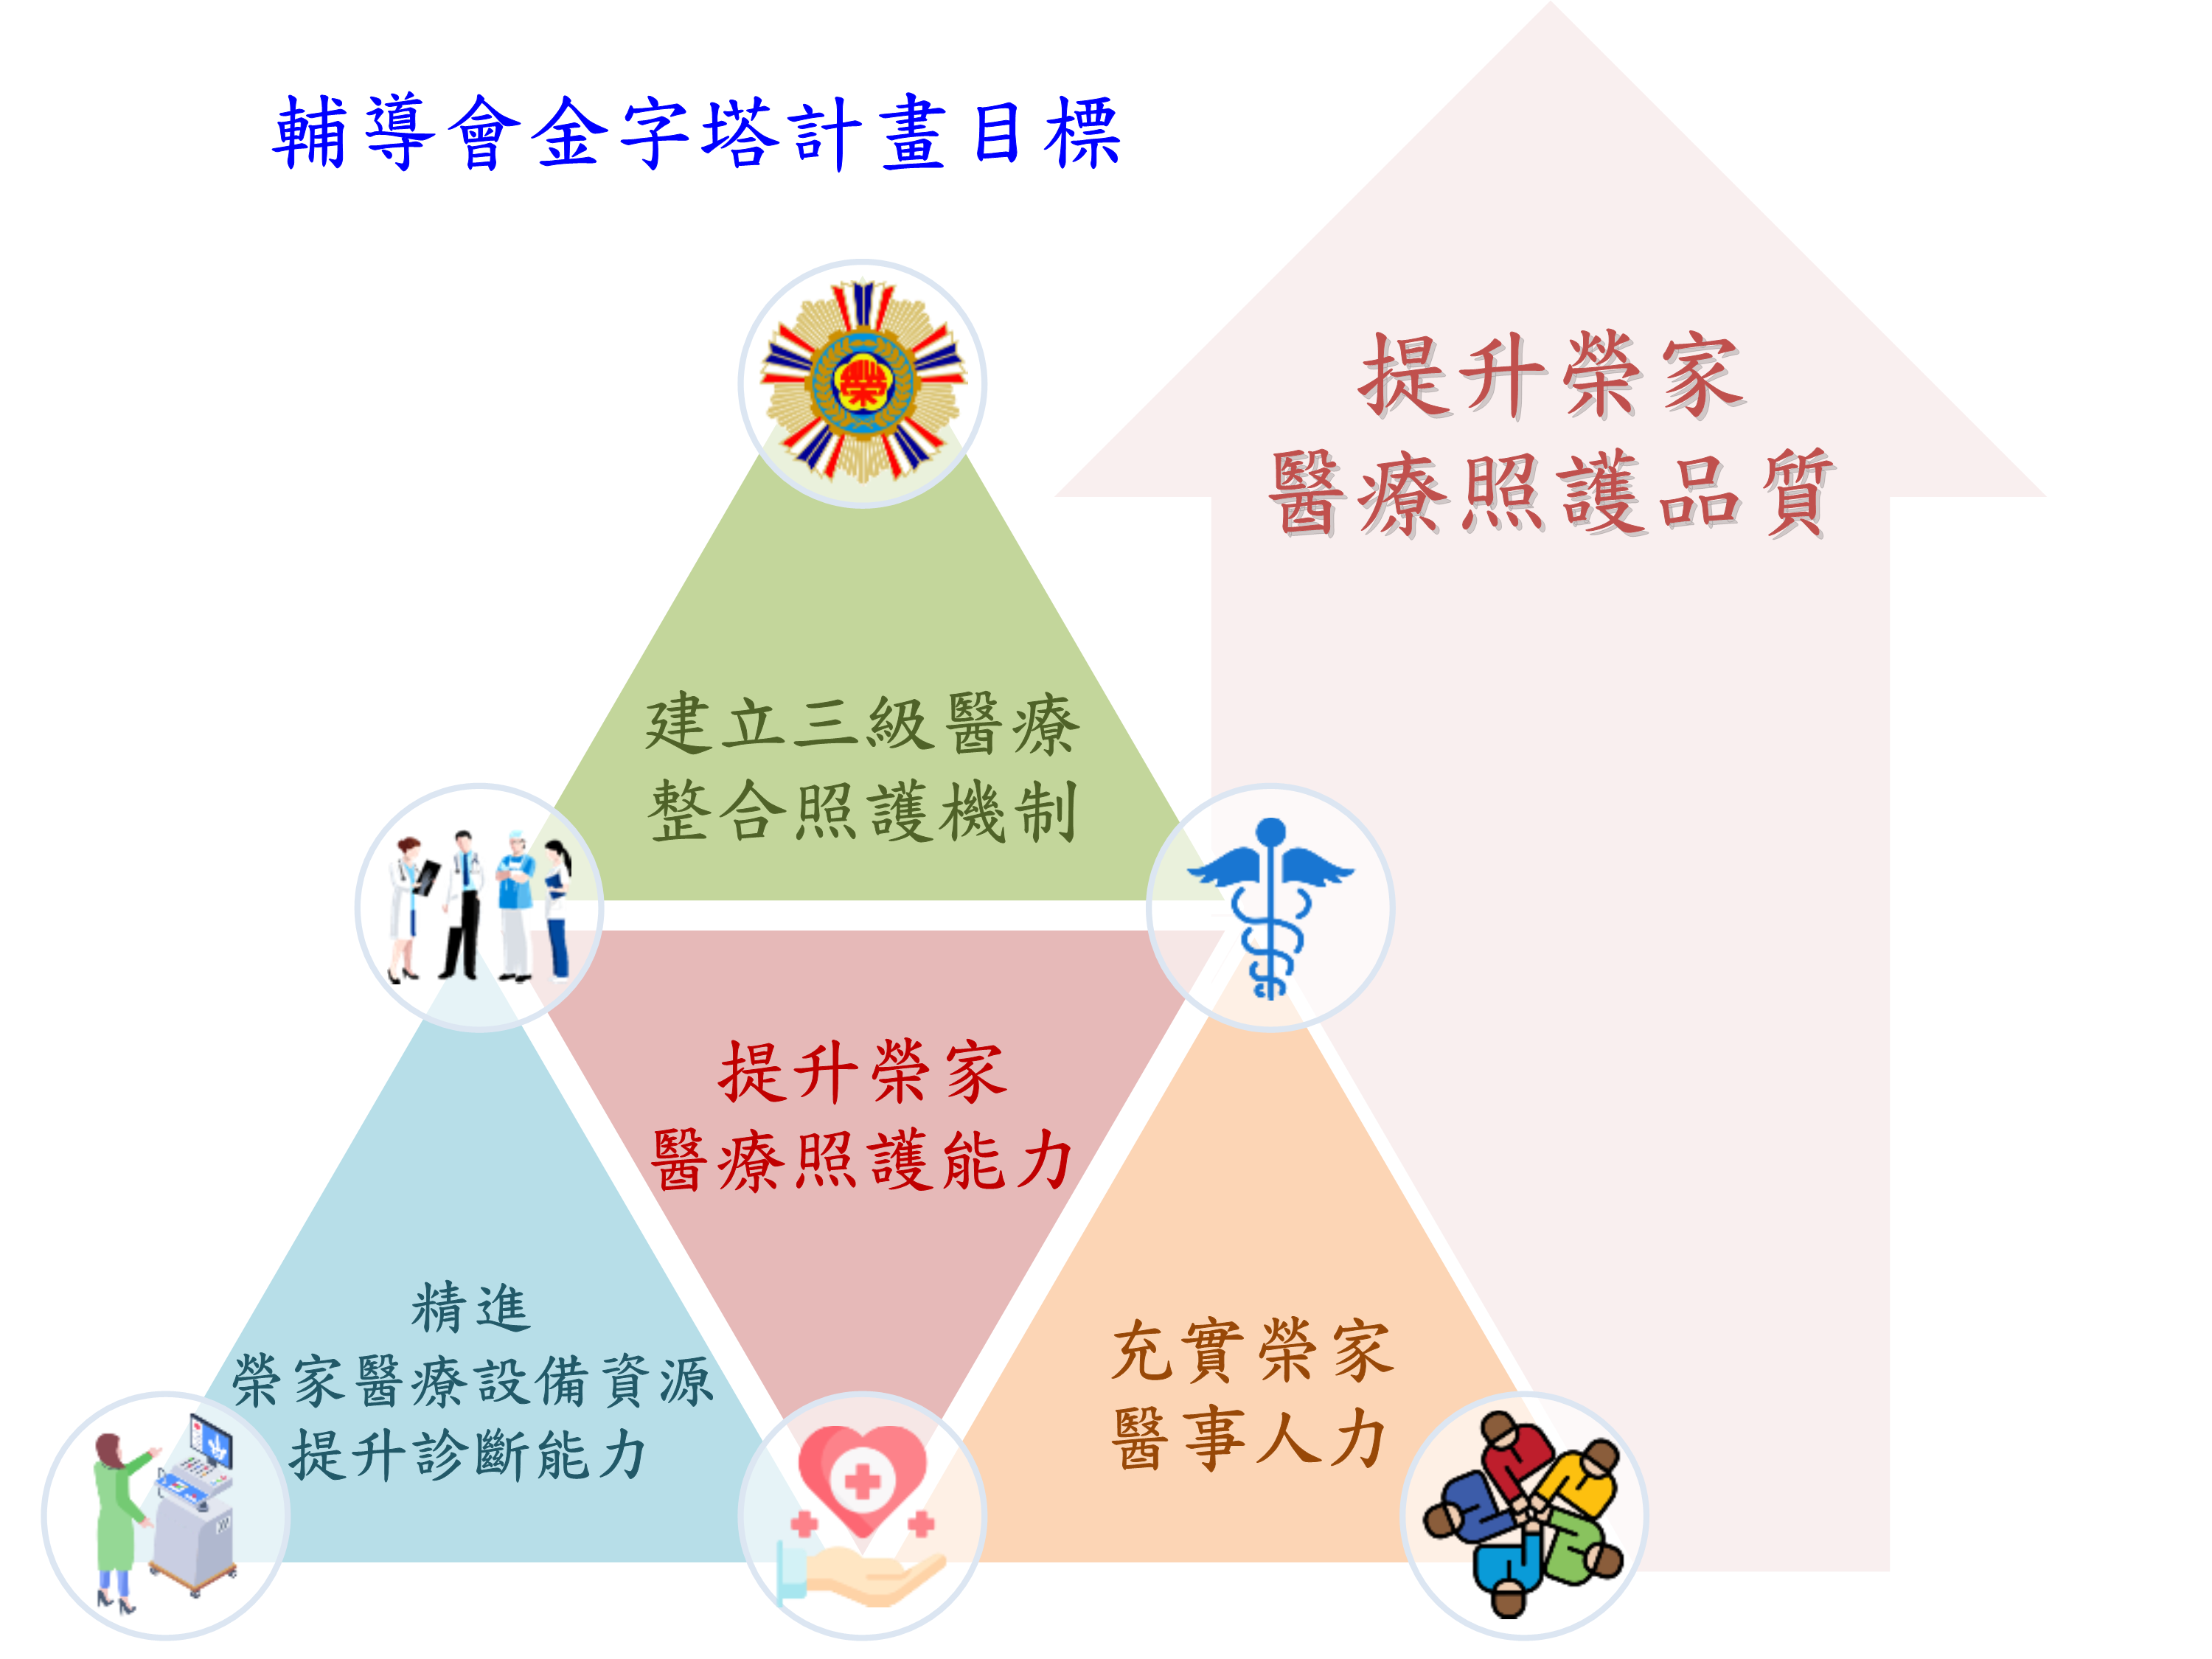 輔導會金字塔計畫目標
榮
提升榮家
醫療照護品質
建立三級醫療
整合照護機制
提升榮家
醫療照護能力
精進
榮家醫療設備資源
提升診斷能力
充實榮家
醫事人力